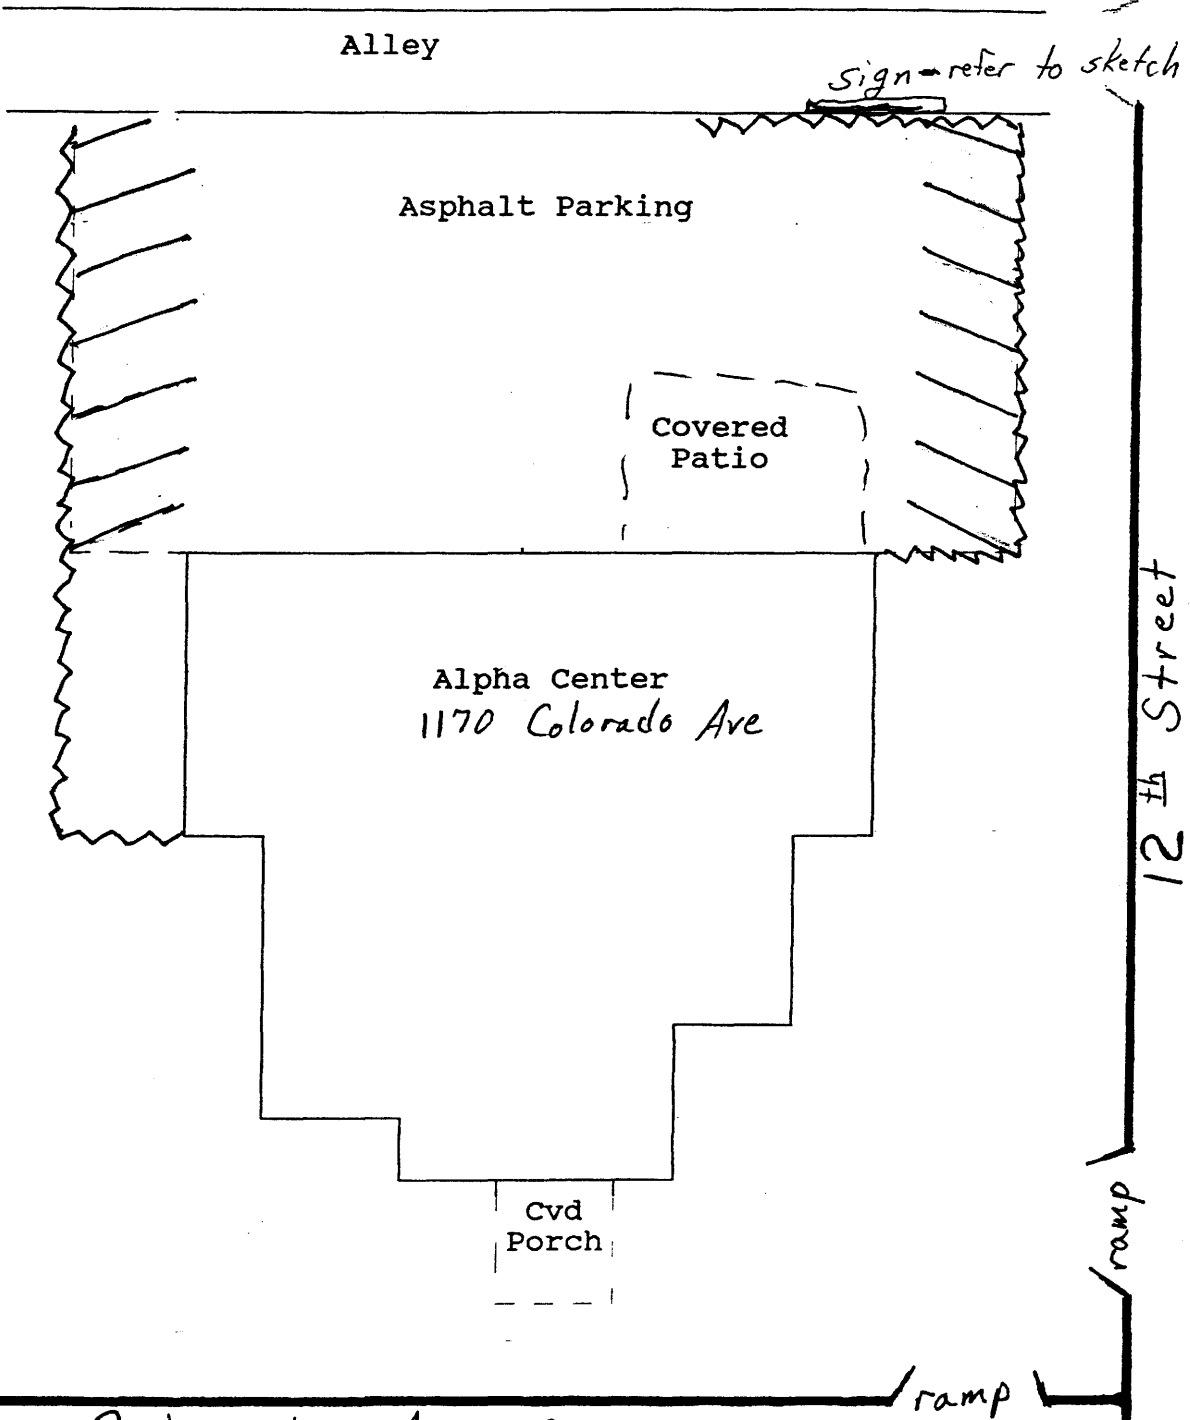 Alley
sign - refer to sketch
Asphalt Parking
Covered
Patio
Alpha Center
1170 Colorado Ave
12th Street
Cvd
Porch
ramp
ramp